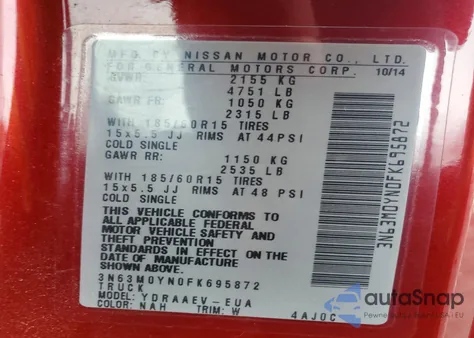 MFG. BY NISSAN MOTOR CO., LTD.
FOR GENERAL MOTORS CORP. 10/14
GVWR 2155 KG
4751 LB
GAWR FR: 1050 KG
2315 LB
WITH 185/60R15 TIRES
15x5.5 JJ RIMS AT 44PSI
COLD SINGLE
GAWR RR: 1150 KG
2535 LB
WITH 185/60R15 TIRES
15x5.5 JJ RIMS AT 48 PSI
COLD SINGLE
THIS VEHICLE CONFORMS TO
ALL APPLICABLE FEDERAL
MOTOR VEHICLE SAFETY AND
THEFT PREVENTION
STANDARDS IN EFFECT ON THE
DATE OF MANUFACTURE
3N63M0YN0FK695872
TRUCK
MODEL: YDRAAEV-EUA
COLOR: NAH TRIM: W 4AJ0C
3N63M0YN0FK695872
autoSnap